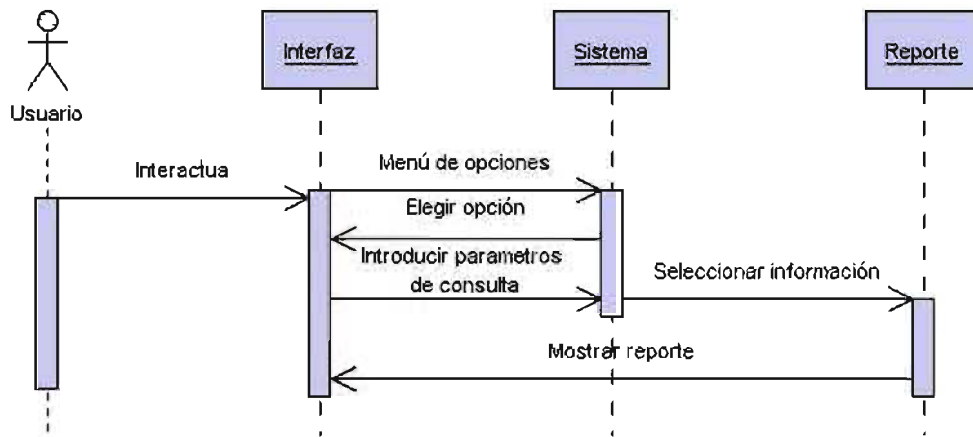 Usuario
Interfaz
Sistema
Reporte
Interactua
Menú de opciones
Elegir opción
Introducir parametros
de consulta
Seleccionar información
Mostrar reporte